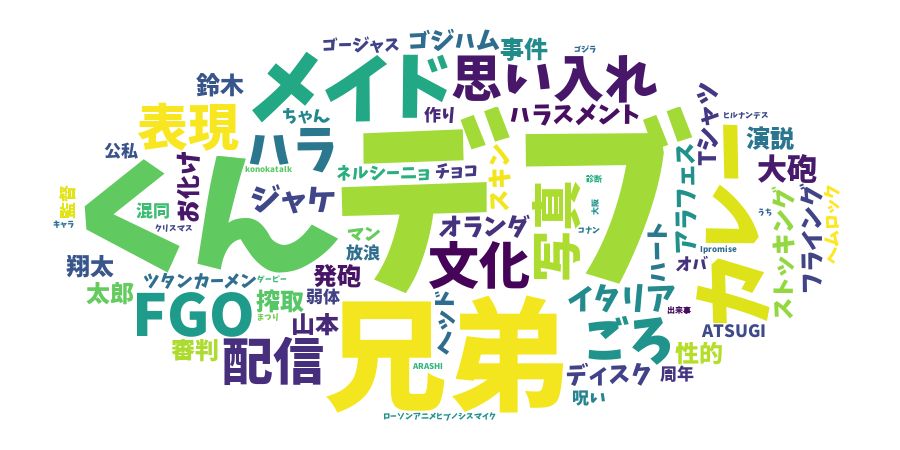 ゴージャス
ゴジハム
事件
ゴジラ
鈴木
メイド
思い入れ
ちゃん
作り
ハラスメント
Tシャツ
ヒルナンデス
表現
ハラ
デブ
演説
公私
くん
お化け
konokatalk
ネルシーニョ
チョコ
スキン
診断
アラフェス
カレー
大砲
監督
キャラ
混同
クリスマス
ジャケ
マン
放浪
オランダ
写真
大阪
コナン
うち
ストッキング
フライング
ヘムロック
翔太
ツタンカーメン
ダービー
発砲
文化
ハート
オバ
Ipromise
太郎
FGO
搾取
まつり
弱体
山本
ヘッド
兄弟
イタリア
出来事
ごろ
ATSUGI
審判
配信
ARASHI
性的
ディスク
周年
呪い
ローソンアニメヒプノシスマイク